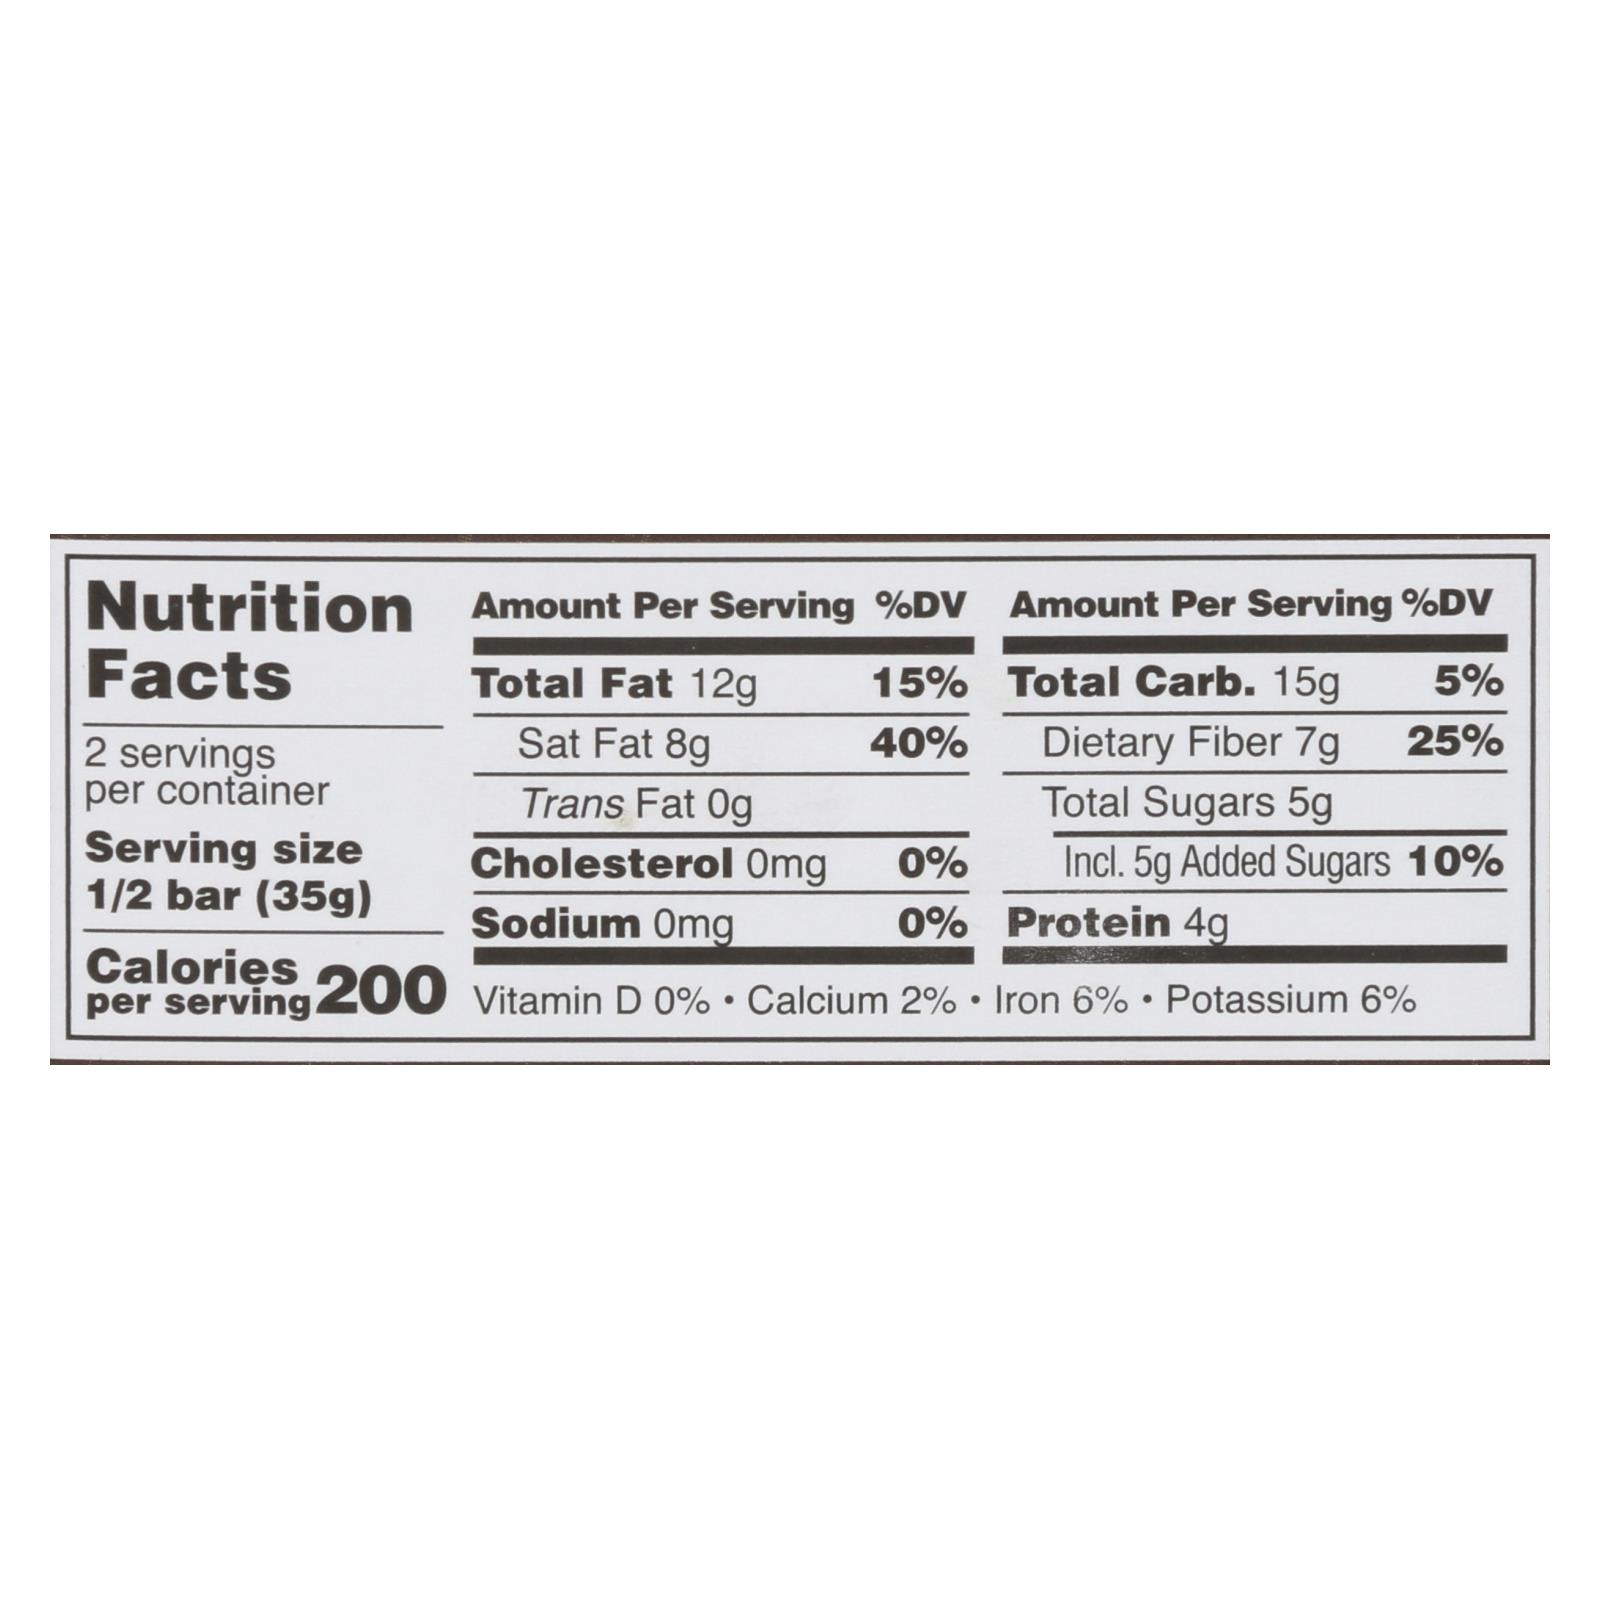 Nutrition
Facts
2 servings
per container
Serving size
1/2 bar (35g)
Calories
per serving 200
Amount Per Serving %DV
Total Fat 12g 15%
Sat Fat 8g 40%
Trans Fat 0g
Cholesterol 0mg 0%
Sodium 0mg 0%
Amount Per Serving %DV
Total Carb. 15g 5%
Dietary Fiber 7g 25%
Total Sugars 5g
Incl. 5g Added Sugars 10%
Protein 4g
Vitamin D 0% • Calcium 2% • Iron 6% • Potassium 6%